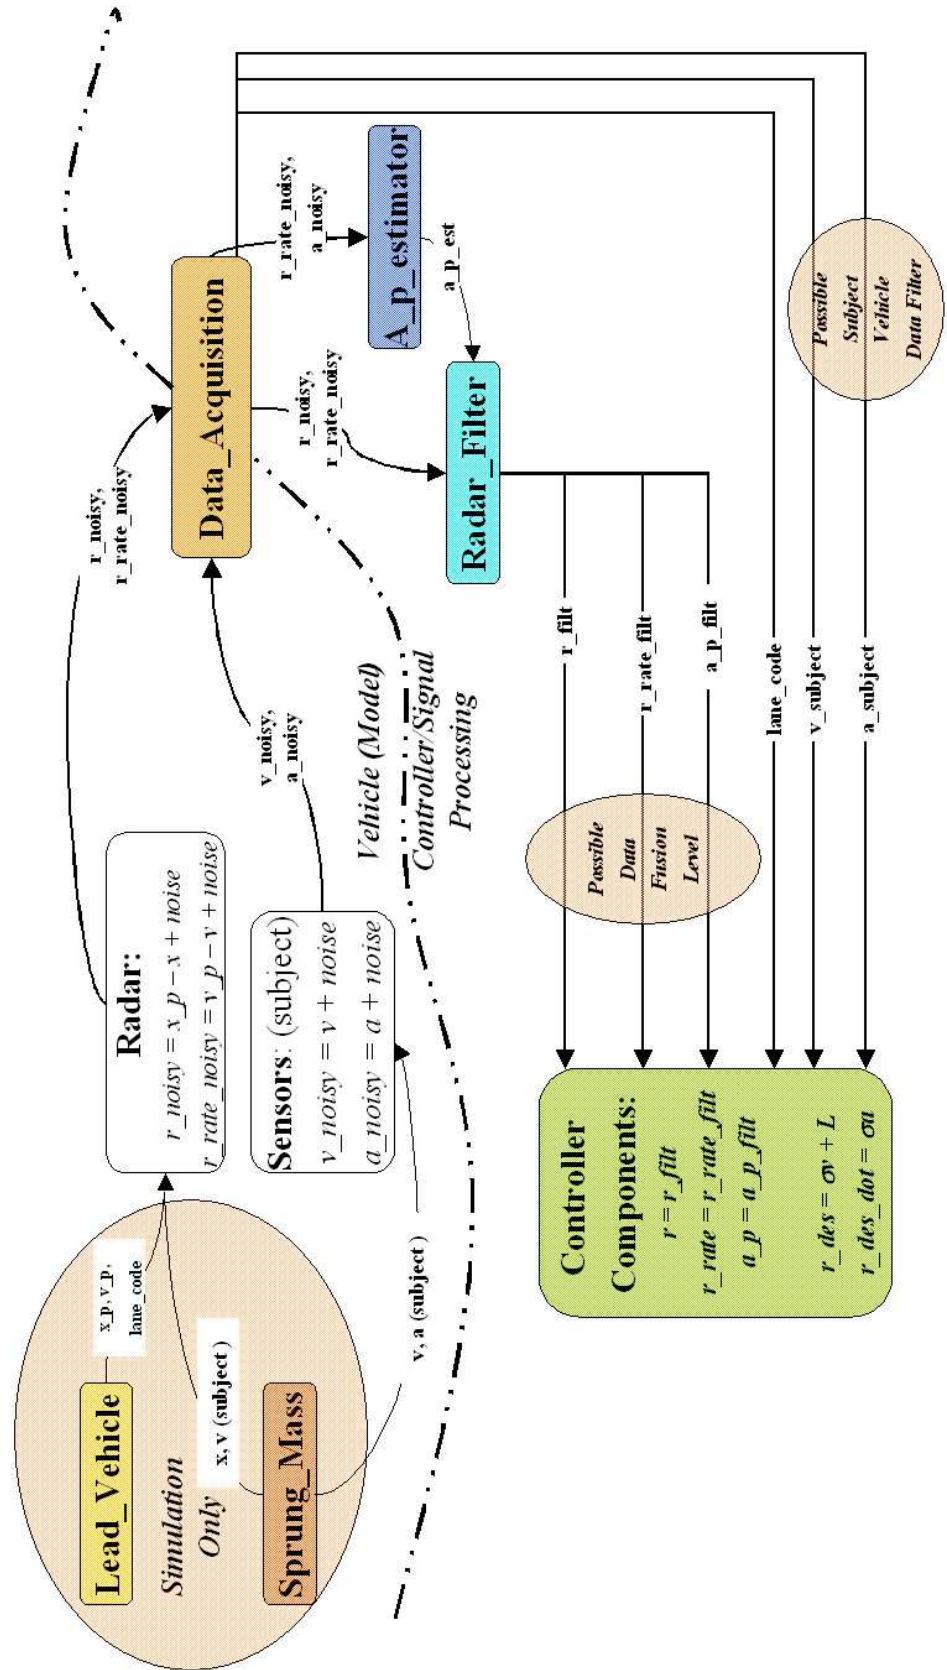 Lead_Vehicle
x_p, v_p,
lane_code
Simulation
Only
x, v (subject )
Sprung_Mass
v, a (subject )
Radar:
r_noisy = x_p − x + noise
r_rate_noisy = v_p − v + noise
Sensors: (subject)
v_noisy = v + noise
a_noisy = a + noise
r_noisy,
r_rate_noisy
v_noisy,
a_noisy
Vehicle (Model)
Controller/Signal
Processing
Data_Acquisition
r_rate_noisy,
a_noisy
r_noisy,
r_rate_noisy
A_p_estimator
a_p_est
Radar_Filter
r_filt
r_rate_filt
a_p_filt
lane_code
v_subject
a_subject
Possible
Data
Fusion
Level
Possible
Subject
Vehicle
Data Filter
Controller
Components:
r = r_filt
r_rate = r_rate_filt
a_p = a_p_filt
r_des = σv + L
r_des_dot = σa